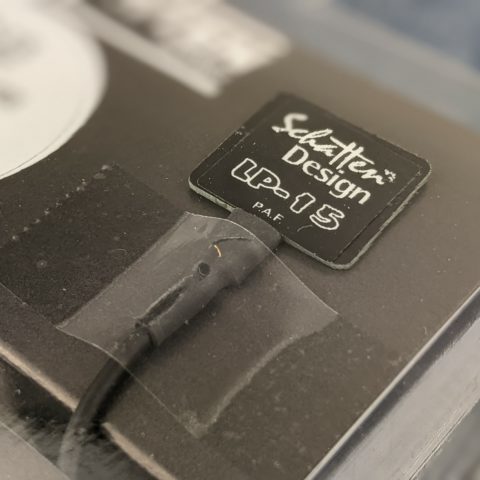 Schatten
Design
LP-15
P.A.F.